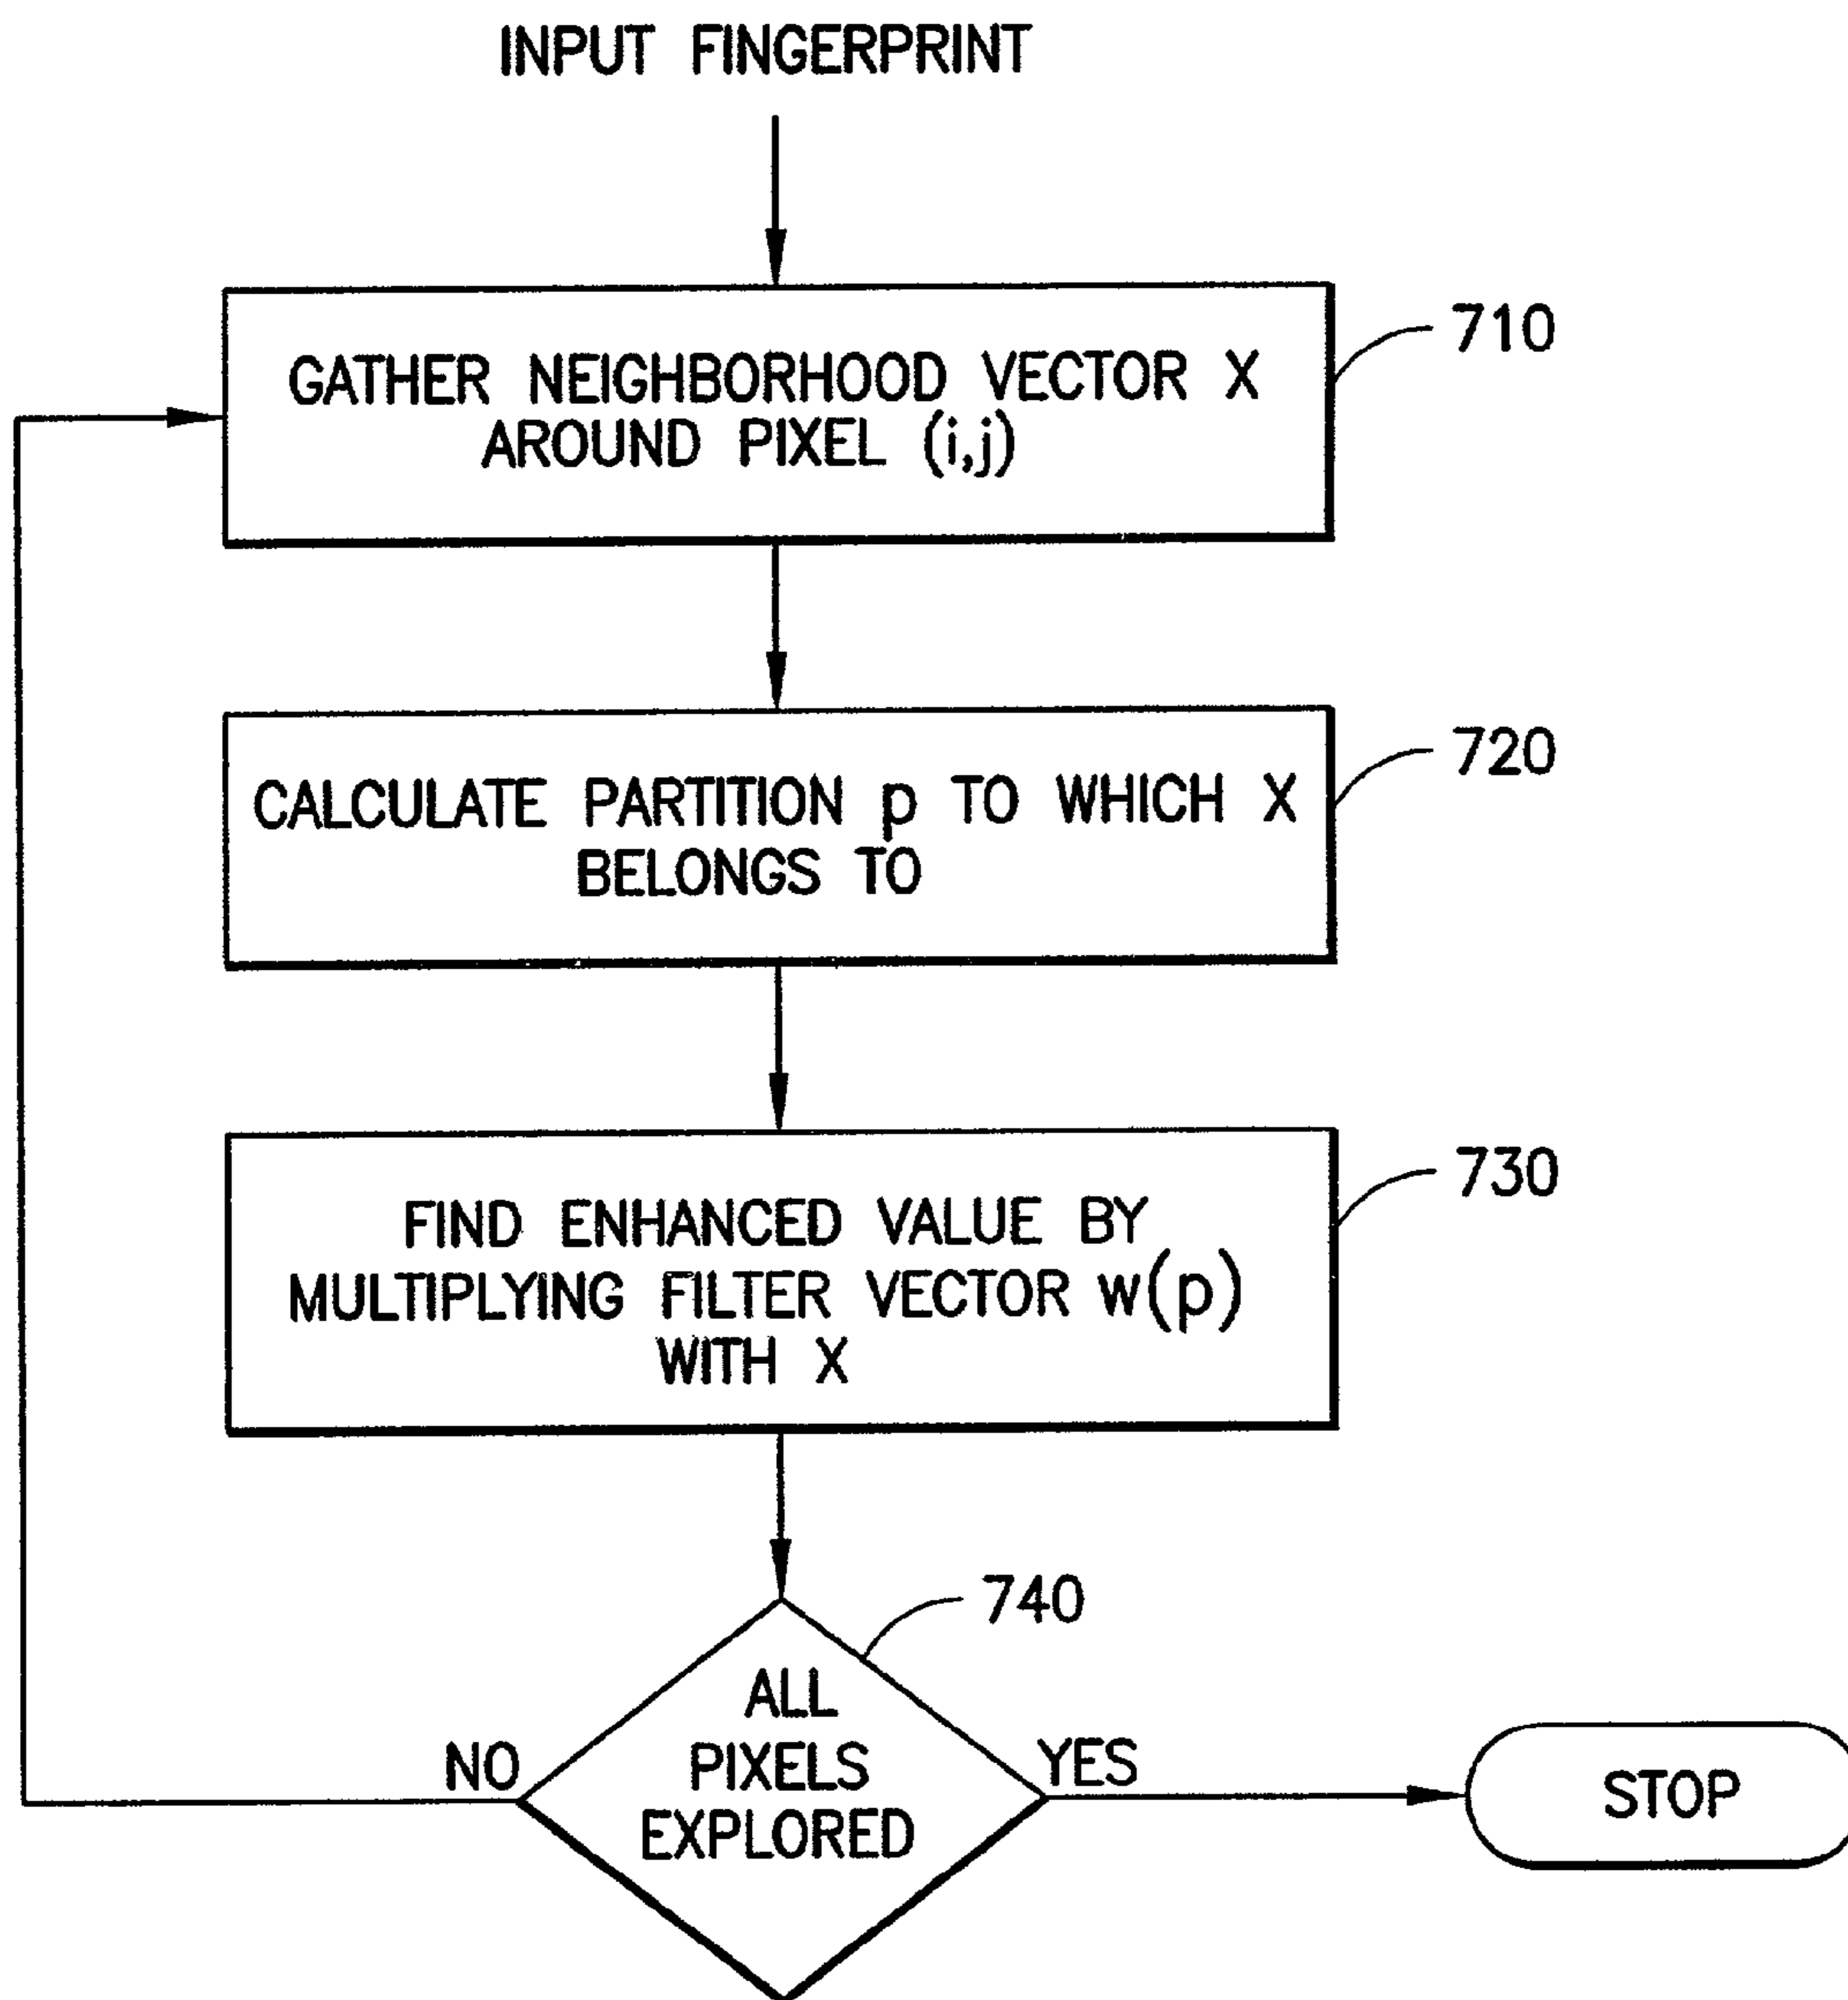 INPUT FINGERPRINT
GATHER NEIGHBORHOOD VECTOR X
AROUND PIXEL (i,j)
710
CALCULATE PARTITION p TO WHICH X
BELONGS TO
720
FIND ENHANCED VALUE BY
MULTIPLYING FILTER VECTOR w(p)
WITH X
730
740
ALL
PIXELS
EXPLORED
NO
YES
STOP